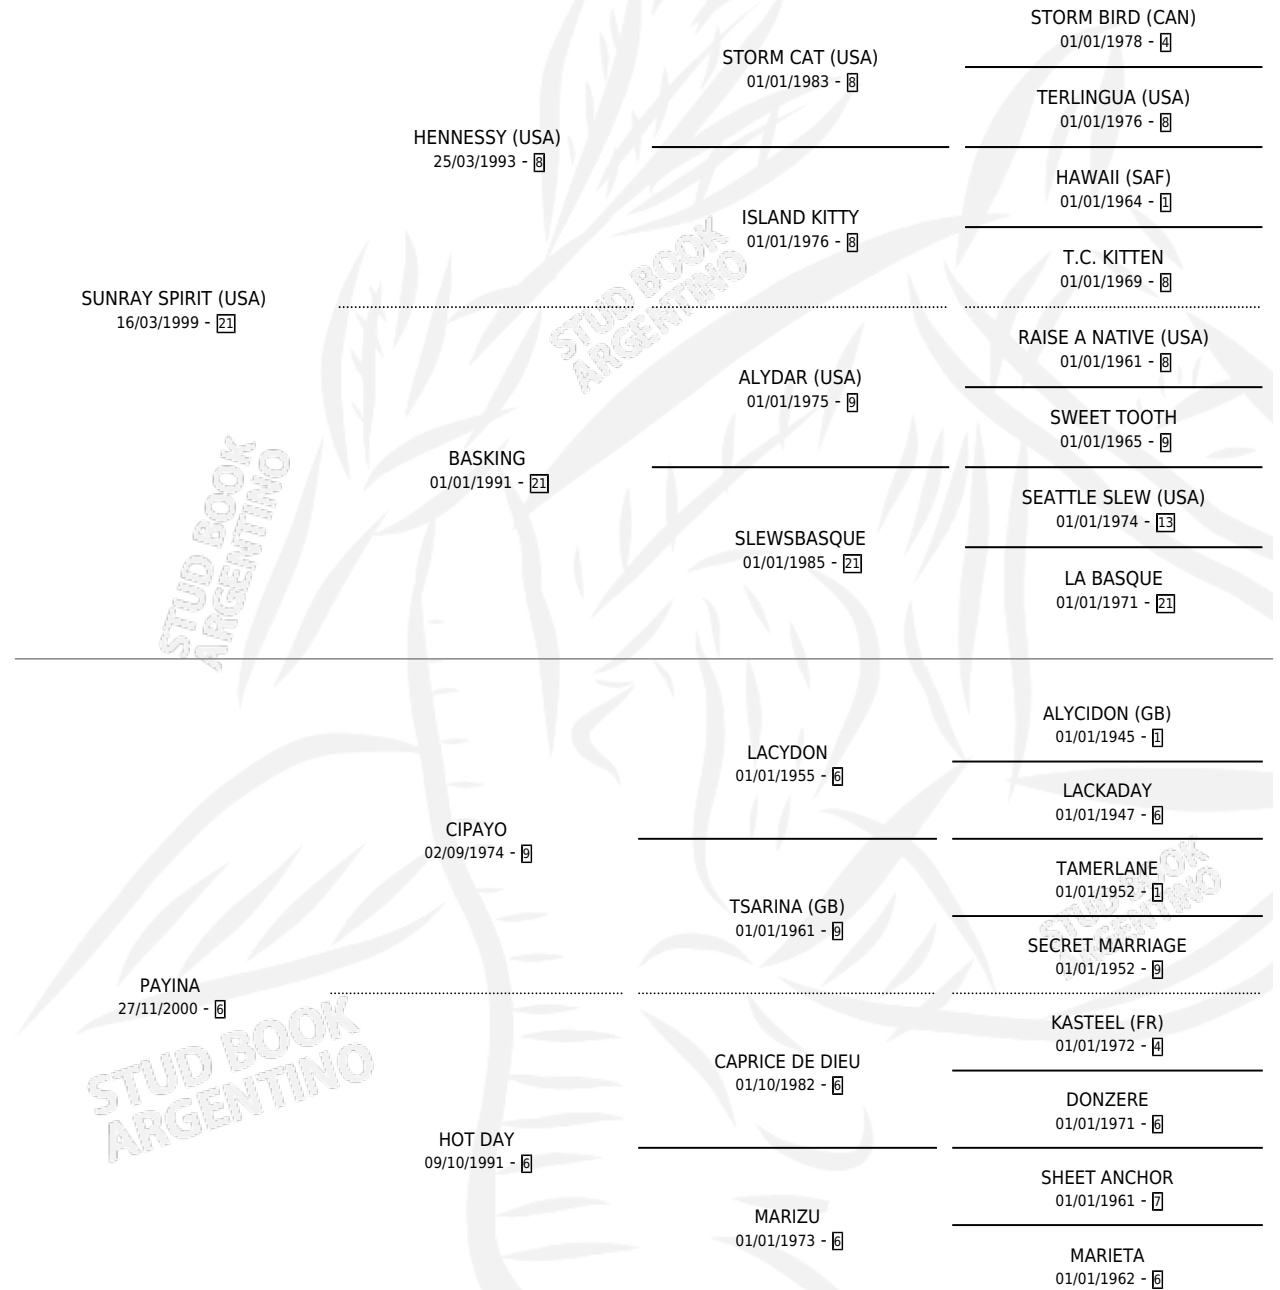 STORM BIRD (CAN)
01/01/1978 - 4
STORM CAT (USA)
01/01/1983 - 8
TERLINGUA (USA)
01/01/1976 - 8
HENNESSY (USA)
25/03/1993 - 8
HAWAII (SAF)
01/01/1964 - 1
ISLAND KITTY
01/01/1976 - 8
T.C. KITTEN
01/01/1969 - 8
SUNRAY SPIRIT (USA)
16/03/1999 - 21
RAISE A NATIVE (USA)
01/01/1961 - 8
ALYDAR (USA)
01/01/1975 - 9
SWEET TOOTH
01/01/1965 - 9
BASKING
01/01/1991 - 21
SEATTLE SLEW (USA)
01/01/1974 - 13
SLEWSBASQUE
01/01/1985 - 21
LA BASQUE
01/01/1971 - 21
ALYCIDON (GB)
01/01/1945 - 1
LACYDON
01/01/1955 - 6
LACKADAY
01/01/1947 - 6
CIPAYO
02/09/1974 - 9
TAMERLANE
01/01/1952 - 1
TSARINA (GB)
01/01/1961 - 9
SECRET MARRIAGE
01/01/1952 - 9
PAYINA
27/11/2000 - 6
KASTEEL (FR)
01/01/1972 - 4
CAPRICE DE DIEU
01/10/1982 - 6
DONZERE
01/01/1971 - 6
HOT DAY
09/10/1991 - 6
SHEET ANCHOR
01/01/1961 - 7
MARIZU
01/01/1973 - 6
MARIETA
01/01/1962 - 6
STUD BOOK
ARGENTINO
STUD BOOK
ARGENTINO
STUD BOOK
ARGENTINO
STUD BOOK
ARGENTINO